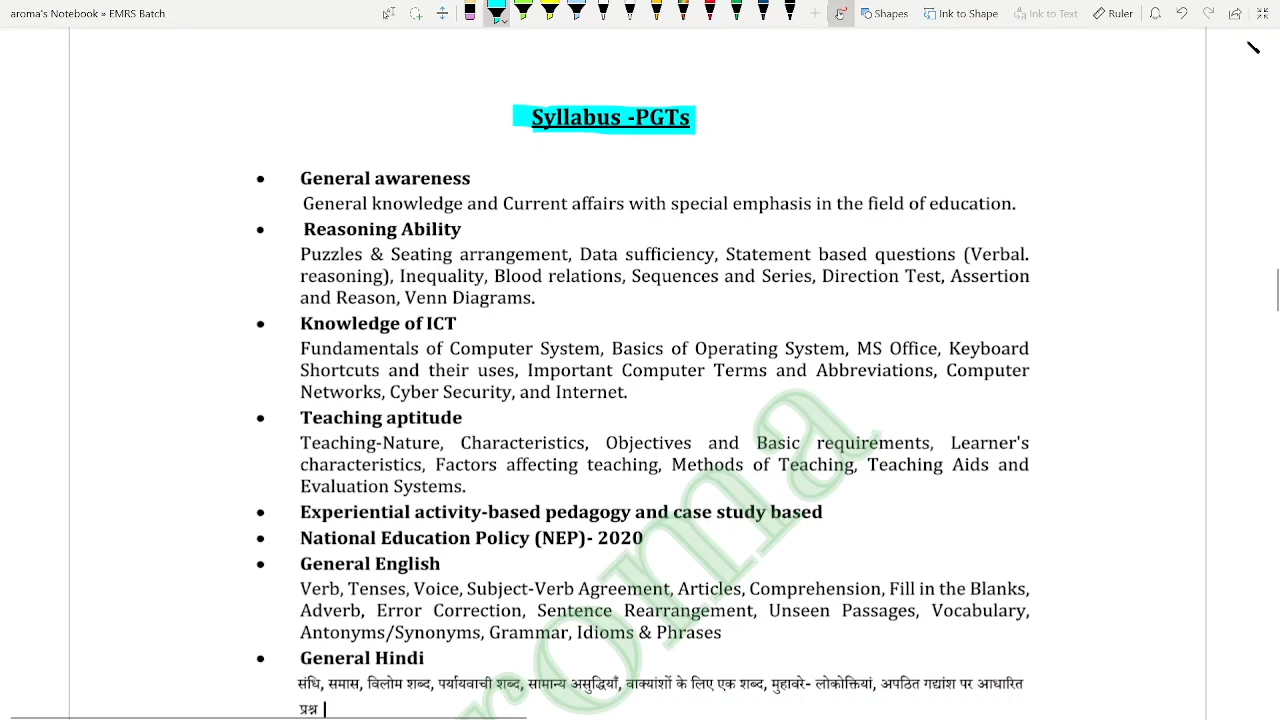 aroma's Notebook » EMRS Batch
Shapes
Ink to Shape
Ink to Text
Ruler
Syllabus -PGTs
• General awareness
General knowledge and Current affairs with special emphasis in the field of education.
• Reasoning Ability
Puzzles & Seating arrangement, Data sufficiency, Statement based questions (Verbal.
reasoning), Inequality, Blood relations, Sequences and Series, Direction Test, Assertion
and Reason, Venn Diagrams.
• Knowledge of ICT
Fundamentals of Computer System, Basics of Operating System, MS Office, Keyboard
Shortcuts and their uses, Important Computer Terms and Abbreviations, Computer
Networks, Cyber Security, and Internet.
• Teaching aptitude
Teaching-Nature, Characteristics, Objectives and Basic requirements, Learner's
characteristics, Factors affecting teaching, Methods of Teaching, Teaching Aids and
Evaluation Systems.
• Experiential activity-based pedagogy and case study based
• National Education Policy (NEP)- 2020
• General English
Verb, Tenses, Voice, Subject-Verb Agreement, Articles, Comprehension, Fill in the Blanks,
Adverb, Error Correction, Sentence Rearrangement, Unseen Passages, Vocabulary,
Antonyms/Synonyms, Grammar, Idioms & Phrases
• General Hindi
संधि, समास, विलोम शब्द, पर्यायवाची शब्द, सामान्य असुद्धियाँ, वाक्यांशों के लिए एक शब्द, मुहावरे- लोकोक्तियां, अपठित गद्यांश पर आधारित
प्रश्न |
roma